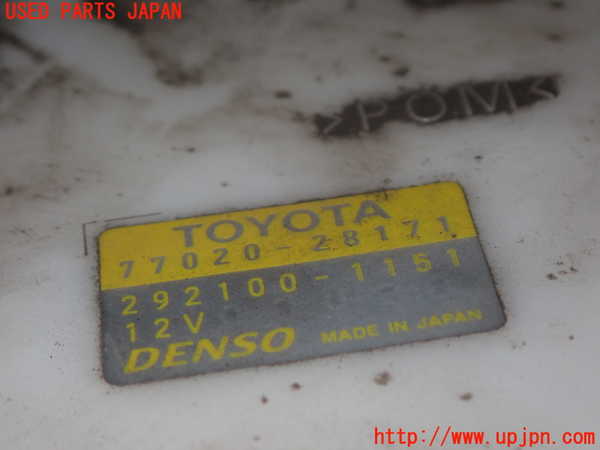 USED PARTS JAPAN
>POM<
TOYOTA
77020-28171
292100-1151
12V
DENSO MADE IN JAPAN
http://www.upjpn.com/